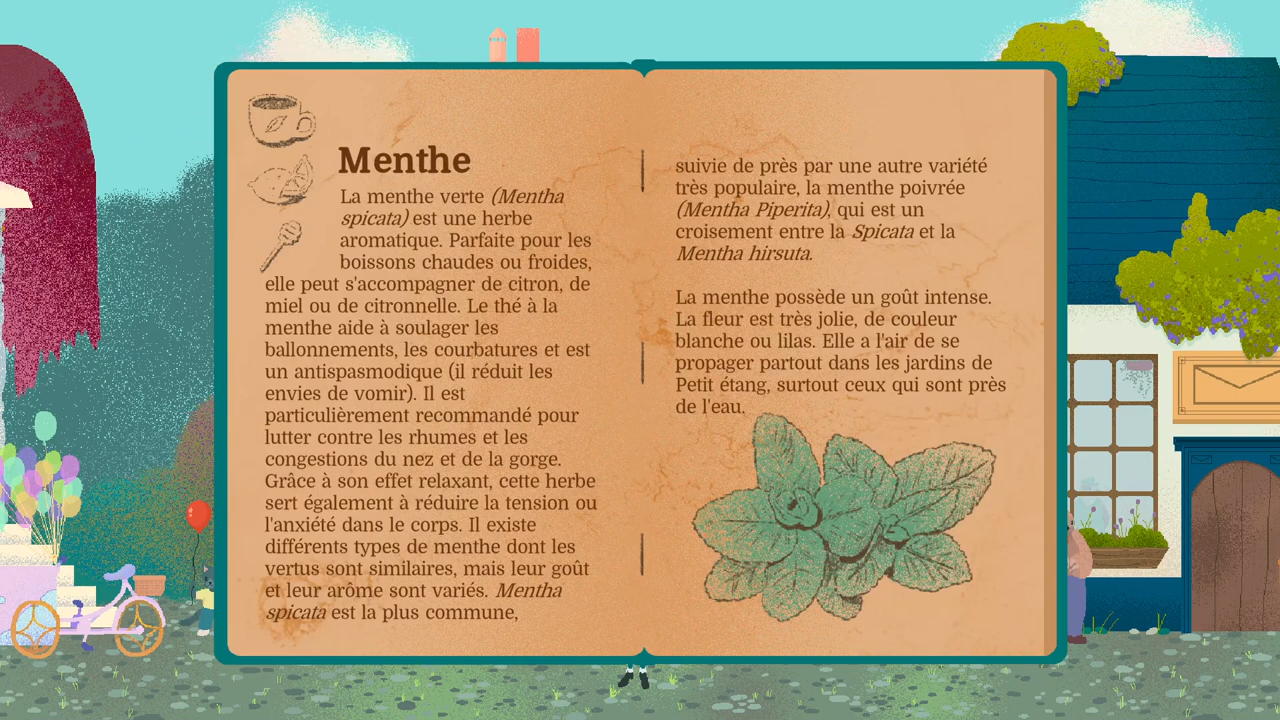 Menthe
La menthe verte (Mentha
spicata) est une herbe
aromatique. Parfaite pour les
boissons chaudes ou froides,
elle peut s'accompagner de citron, de
miel ou de citronnelle. Le thé à la
menthe aide à soulager les
ballonnements, les courbatures et est
un antispasmodique (il réduit les
envies de vomir). Il est
particulièrement recommandé pour
lutter contre les rhumes et les
congestions du nez et de la gorge.
Grâce à son effet relaxant, cette herbe
sert également à réduire la tension ou
l'anxiété dans le corps. Il existe
différents types de menthe dont les
vertus sont similaires, mais leur goût
et leur arôme sont variés. Mentha
spicata est la plus commune,
suivie de près par une autre variété
très populaire, la menthe poivrée
(Mentha Piperita), qui est un
croisement entre la Spicata et la
Mentha hirsuta.
La menthe possède un goût intense.
La fleur est très jolie, de couleur
blanche ou lilas. Elle a l'air de se
propager partout dans les jardins de
Petit étang, surtout ceux qui sont près
de l'eau.